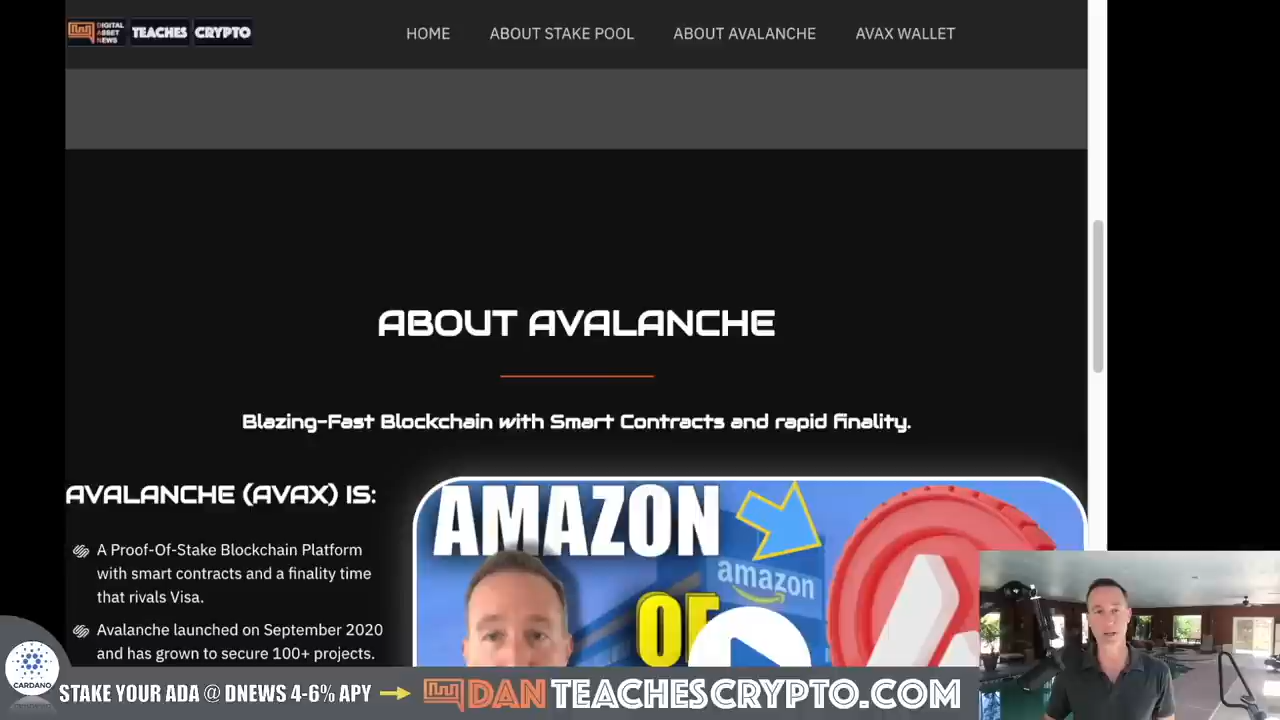 DIGITAL ASSET NEWS TEACHES CRYPTO
HOME ABOUT STAKE POOL ABOUT AVALANCHE AVAX WALLET
ABOUT AVALANCHE
Blazing-Fast Blockchain with Smart Contracts and rapid finality.
AVALANCHE (AVAX) IS:
A Proof-Of-Stake Blockchain Platform
with smart contracts and a finality time
that rivals Visa.
Avalanche launched on September 2020
and has grown to secure 100+ projects.
AMAZON
amazon
OF
CARDANO
STAKE YOUR ADA @ DNEWS 4-6% APY
DANTEACHESCRYPTO.COM